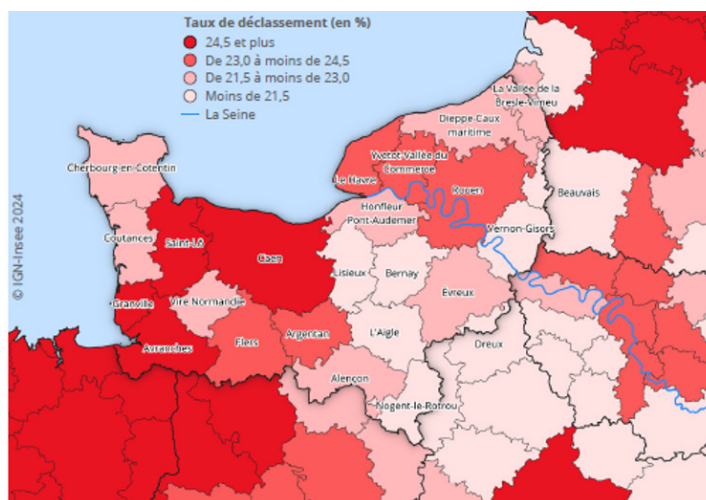 Taux de déclassement (en %)
24,5 et plus
De 23,0 à moins de 24,5
De 21,5 à moins de 23,0
Moins de 21,5
La Seine
© IGN-Insee 2024
La Vallée de la
Bresle-Vimeu
Dieppe-Caux
maritime
Cherbourg-en-Cotentin
Yvetot-Vallée du
Commerce
Le Havre
Rouen
Beauvais
Honfleur
Pont-Audemer
Coutances
Saint-Lô
Caen
Vernon-Gisors
Lisieux
Bernay
Évreux
Granville
Vire Normandie
Argentan
L'Aigle
Flers
Avranches
Dreux
Alençon
Nogent-le-Rotrou